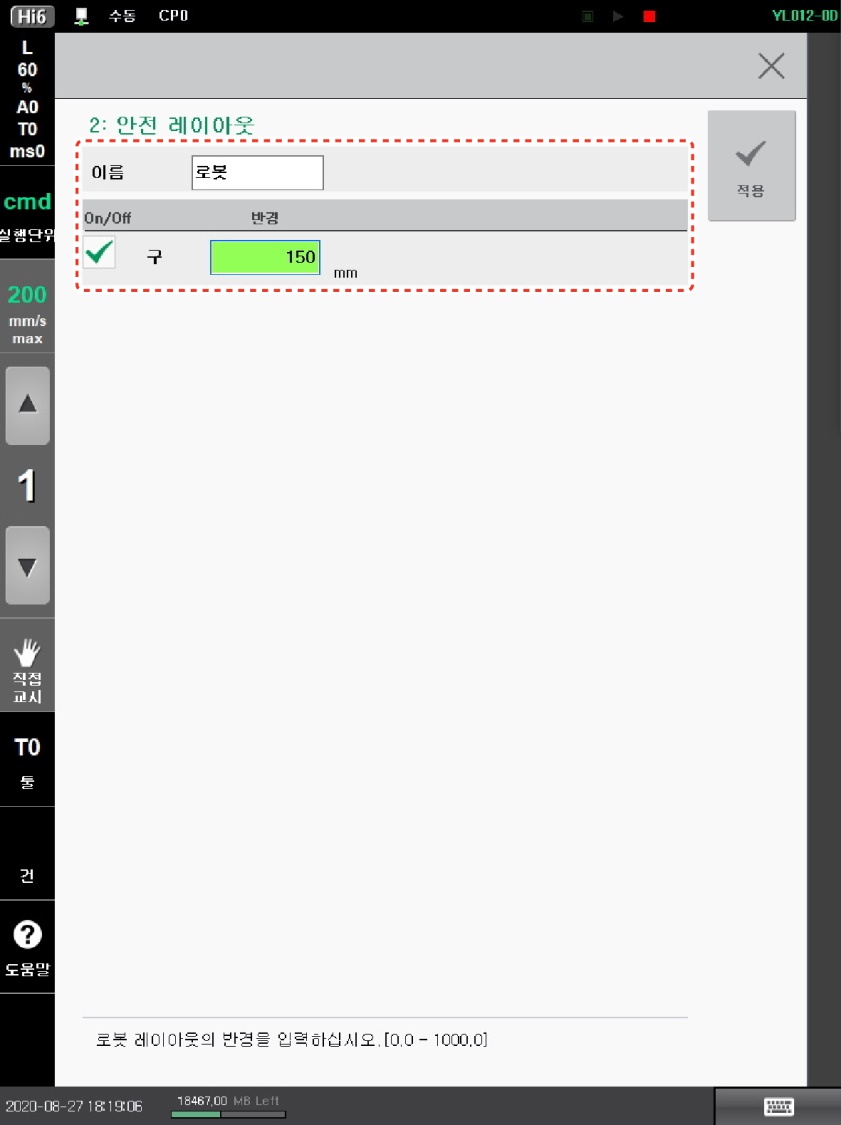 Hi6 수동 CP0 YL012-0D
L
60
%
A0
T0
ms0
cmd
실행단위
200
mm/s
max
1
직접
교시
T0
툴
건
?
도움말
2: 안전 레이아웃
이름 로봇
적용
On/Off 반경
구 150 mm
로봇 레이아웃의 반경을 입력하십시오.[0.0 - 1000.0]
2020-08-27 18:19:06 18467.00 MB Left